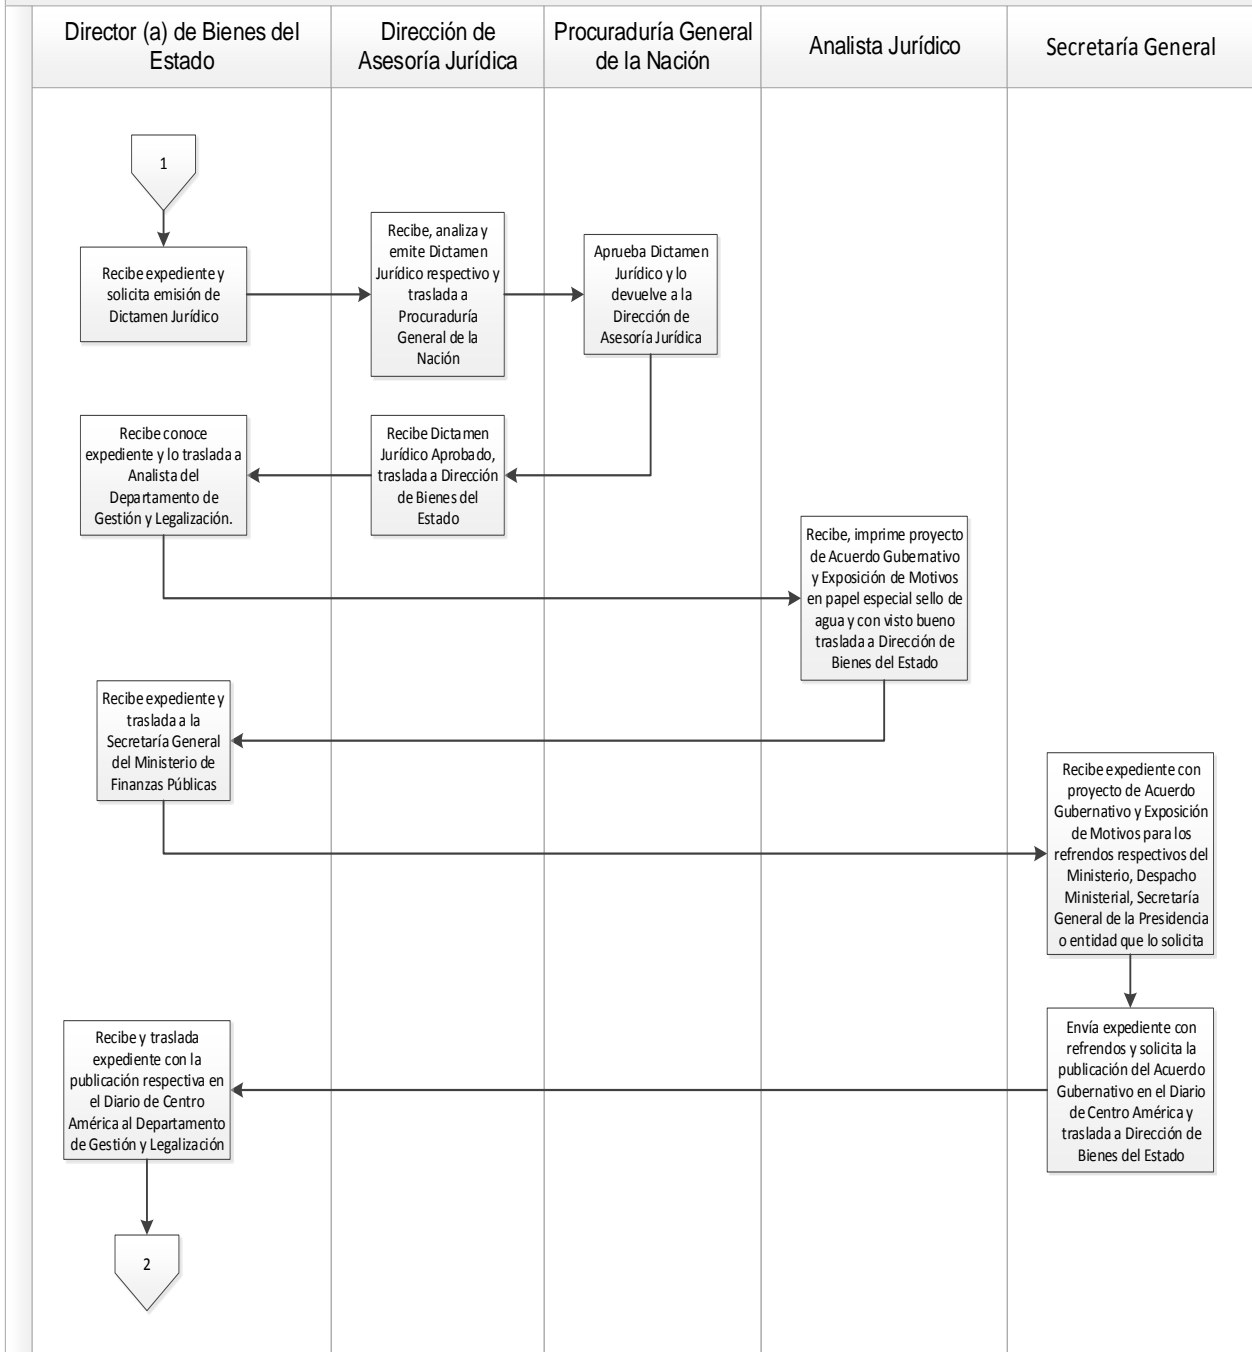 Director (a) de Bienes del
Estado
Dirección de
Asesoría Jurídica
Procuraduría General
de la Nación
Analista Jurídico
Secretaría General
1
Recibe expediente y
solicita emisión de
Dictamen Jurídico
Recibe, analiza y
emite Dictamen
Jurídico respectivo y
traslada a
Procuraduría
General de la
Nación
Aprueba Dictamen
Jurídico y lo
devuelve a la
Dirección de
Asesoría Jurídica
Recibe conoce
expediente y lo traslada a
Analista del
Departamento de
Gestión y Legalización.
Recibe Dictamen
Jurídico Aprobado,
traslada a Dirección
de Bienes del
Estado
Recibe, imprime proyecto
de Acuerdo Gubernativo
y Exposición de Motivos
en papel especial sello de
agua y con visto bueno
traslada a Dirección de
Bienes del Estado
Recibe expediente y
traslada a la
Secretaría General
del Ministerio de
Finanzas Públicas
Recibe expediente con
proyecto de Acuerdo
Gubernativo y Exposición
de Motivos para los
refrendos respectivos del
Ministerio, Despacho
Ministerial, Secretaría
General de la Presidencia
o entidad que lo solicita
Envía expediente con
refrendos y solicita la
publicación del Acuerdo
Gubernativo en el Diario
de Centro América y
traslada a Dirección de
Bienes del Estado
Recibe y traslada
expediente con la
publicación respectiva en
el Diario de Centro
América al Departamento
de Gestión y Legalización
2